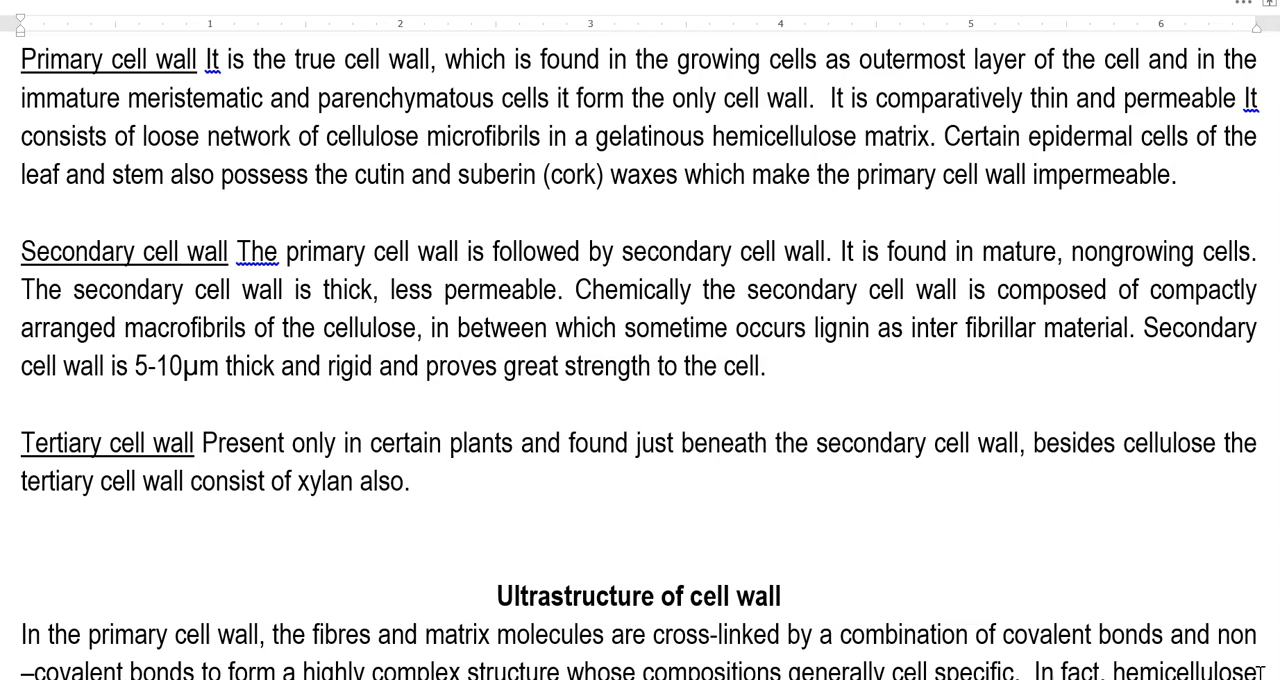 1 2 3 4 5 6
Primary cell wall It is the true cell wall, which is found in the growing cells as outermost layer of the cell and in the
immature meristematic and parenchymatous cells it form the only cell wall.  It is comparatively thin and permeable It
consists of loose network of cellulose microfibrils in a gelatinous hemicellulose matrix. Certain epidermal cells of the
leaf and stem also possess the cutin and suberin (cork) waxes which make the primary cell wall impermeable.
Secondary cell wall The primary cell wall is followed by secondary cell wall. It is found in mature, nongrowing cells.
The secondary cell wall is thick, less permeable. Chemically the secondary cell wall is composed of compactly
arranged macrofibrils of the cellulose, in between which sometime occurs lignin as inter fibrillar material. Secondary
cell wall is 5-10µm thick and rigid and proves great strength to the cell.
Tertiary cell wall Present only in certain plants and found just beneath the secondary cell wall, besides cellulose the
tertiary cell wall consist of xylan also.
Ultrastructure of cell wall
In the primary cell wall, the fibres and matrix molecules are cross-linked by a combination of covalent bonds and non
–covalent bonds to form a highly complex structure whose compositions generally cell specific.  In fact, hemicellulose